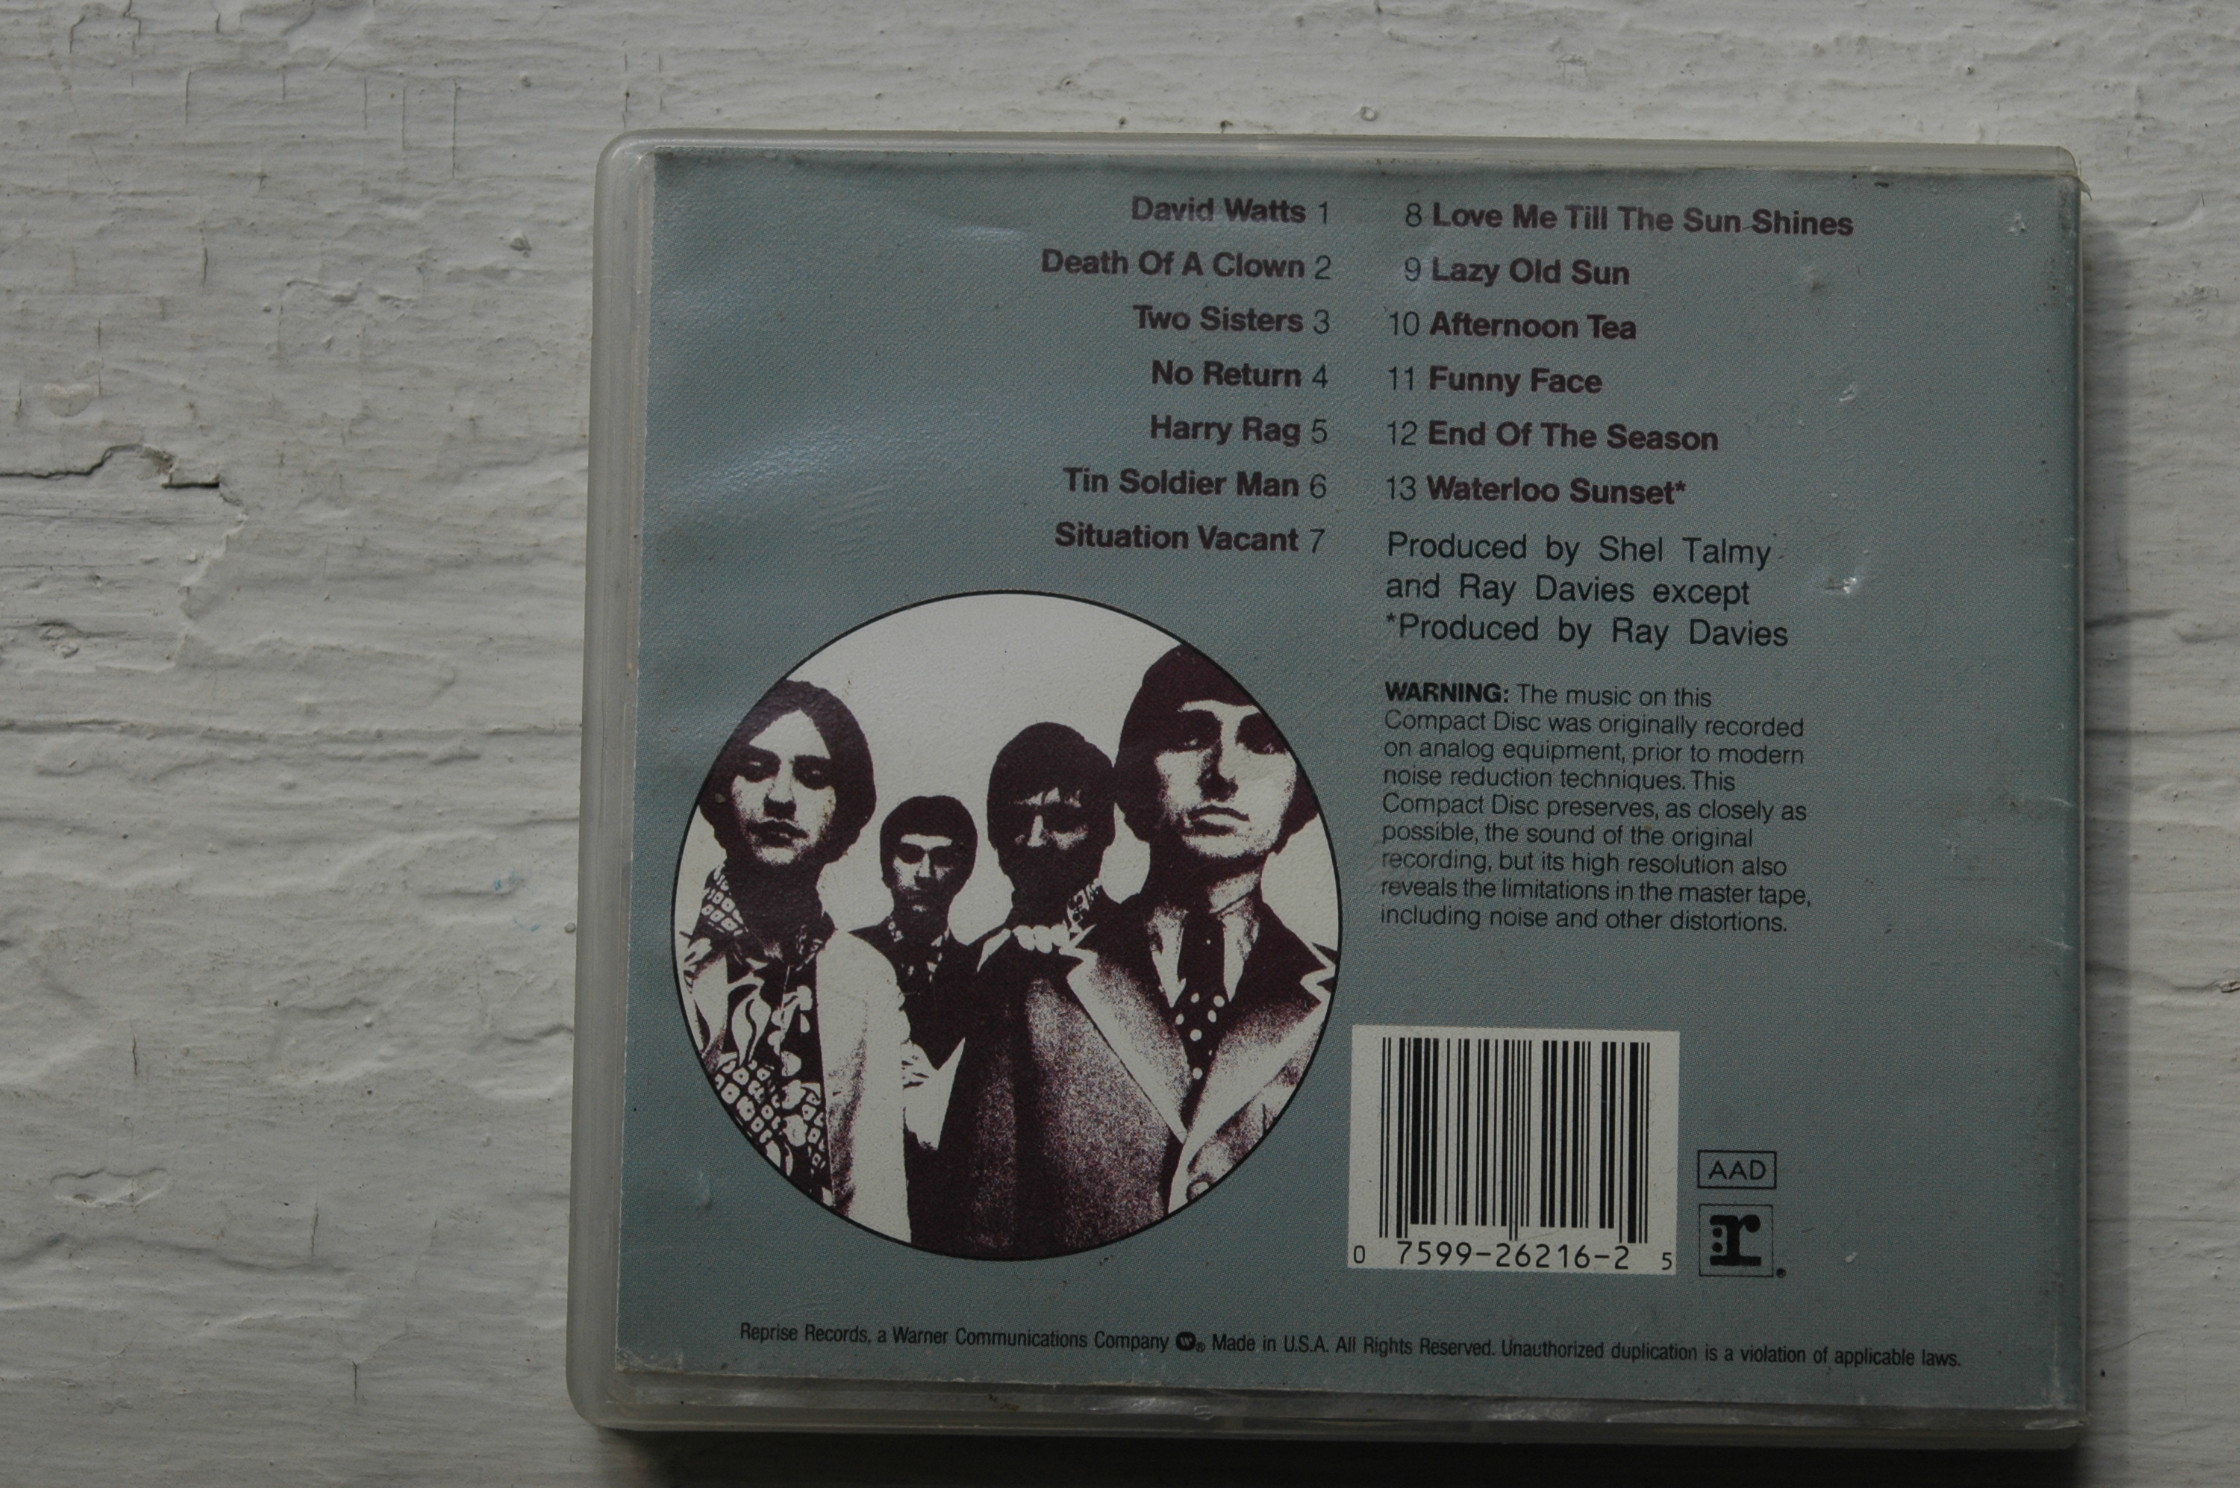 David Watts 1
Death Of A Clown 2
Two Sisters 3
No Return 4
Harry Rag 5
Tin Soldier Man 6
Situation Vacant 7
8 Love Me Till The Sun Shines
9 Lazy Old Sun
10 Afternoon Tea
11 Funny Face
12 End Of The Season
13 Waterloo Sunset*
Produced by Shel Talmy
and Ray Davies except
*Produced by Ray Davies
WARNING: The music on this
Compact Disc was originally recorded
on analog equipment, prior to modern
noise reduction techniques. This
Compact Disc preserves, as closely as
possible, the sound of the original
recording, but its high resolution also
reveals the limitations in the master tape,
including noise and other distortions.
0 7599-26216-2 5
AAD
r®
Reprise Records, a Warner Communications Company W® Made in U.S.A. All Rights Reserved. Unauthorized duplication is a violation of applicable laws.